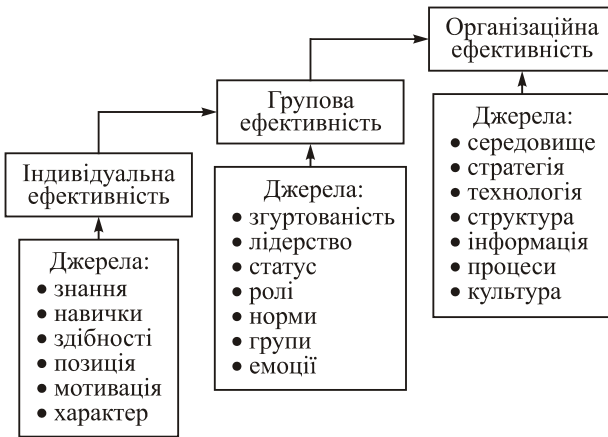 Організаційна
ефективність
Групова
ефективність
Індивідуальна
ефективність
Джерела:
• знання
• навички
• здібності
• позиція
• мотивація
• характер
Джерела:
• згуртованість
• лідерство
• статус
• ролі
• норми
• групи
• емоції
Джерела:
• середовище
• стратегія
• технологія
• структура
• інформація
• процеси
• культура